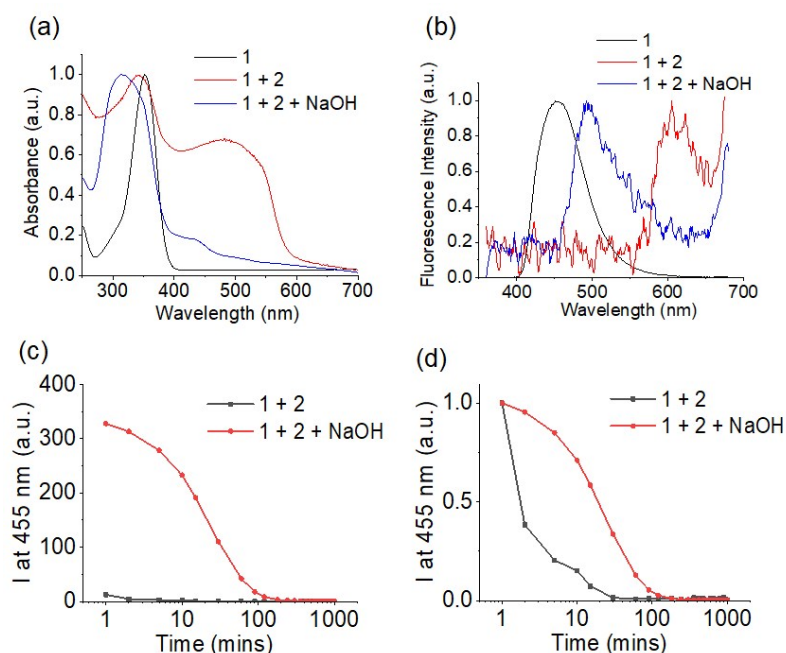 (a)
1
1 + 2
1 + 2 + NaOH
Absorbance (a.u.)
1.0
0.8
0.6
0.4
0.2
0.0
300 400 500 600 700
Wavelength (nm)
(b)
1
1 + 2
1 + 2 + NaOH
Fluorescence Intensity (a.u.)
1.0
0.8
0.6
0.4
0.2
0.0
400 500 600 700
Wavelength (nm)
(c)
1 + 2
1 + 2 + NaOH
I at 455 nm (a.u.)
400
300
200
100
0
1 10 100 1000
Time (mins)
(d)
1 + 2
1 + 2 + NaOH
I at 455 nm (a.u.)
1.0
0.5
0.0
1 10 100 1000
Time (mins)